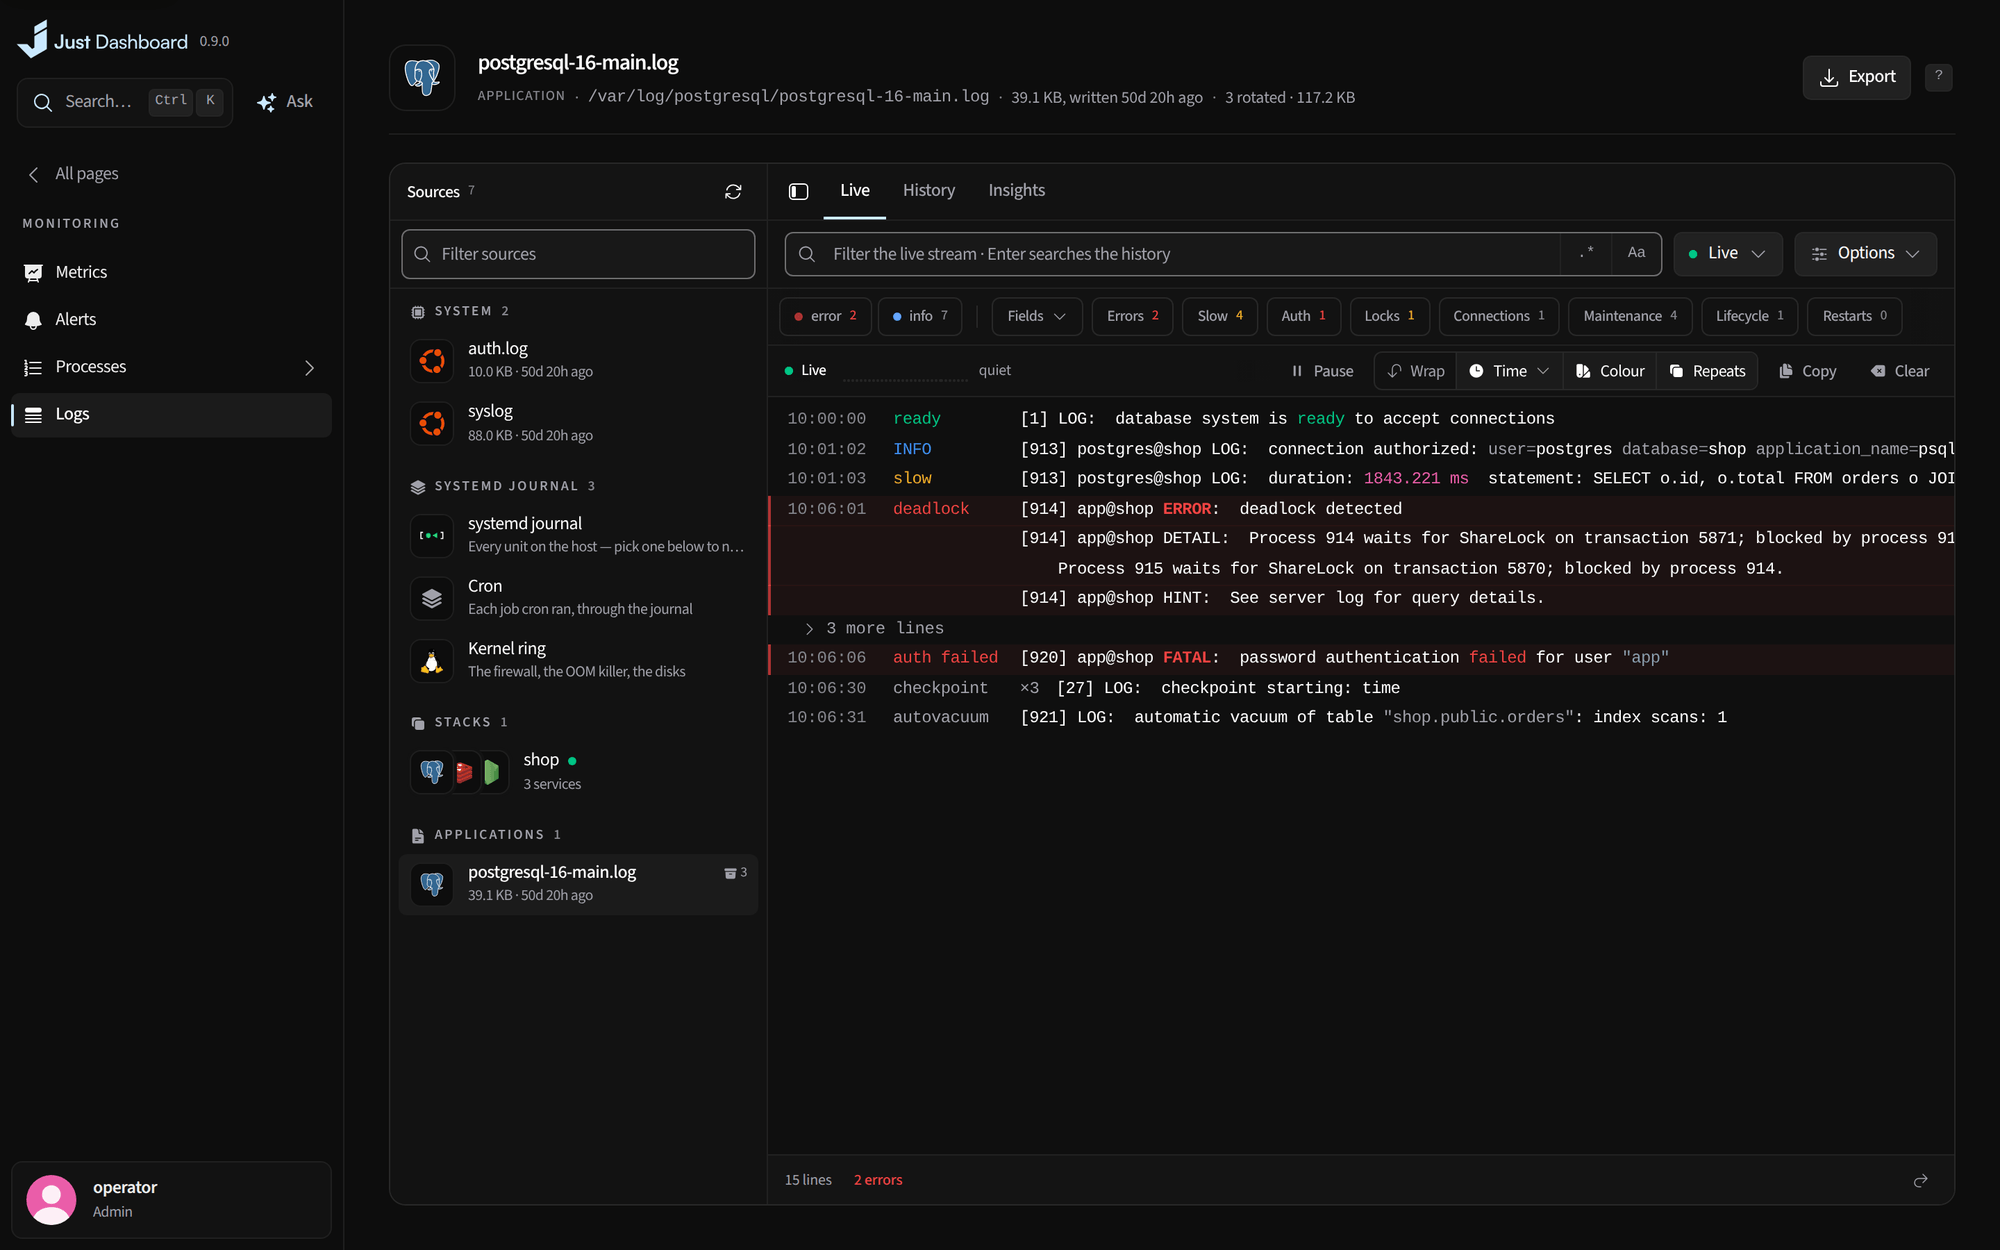 Just Dashboard 0.9.0
Search... Ctrl K
Ask
All pages
MONITORING
Metrics
Alerts
Processes
Logs
operator
Admin
postgresql-16-main.log
APPLICATION · /var/log/postgresql/postgresql-16-main.log · 39.1 KB, written 50d 20h ago · 3 rotated · 117.2 KB
Export
?
Sources 7
Filter sources
SYSTEM 2
auth.log
10.0 KB · 50d 20h ago
syslog
88.0 KB · 50d 20h ago
SYSTEMD JOURNAL 3
systemd journal
Every unit on the host — pick one below to n...
Cron
Each job cron ran, through the journal
Kernel ring
The firewall, the OOM killer, the disks
STACKS 1
shop
3 services
APPLICATIONS 1
postgresql-16-main.log 3
39.1 KB · 50d 20h ago
Live History Insights
Filter the live stream · Enter searches the history .* Aa
Live
Options
error 2 info 7 Fields Errors 2 Slow 4 Auth 1 Locks 1 Connections 1 Maintenance 4 Lifecycle 1 Restarts 0
Live quiet Pause Wrap Time Colour Repeats Copy Clear
10:00:00 ready [1] LOG: database system is ready to accept connections
10:01:02 INFO [913] postgres@shop LOG: connection authorized: user=postgres database=shop application_name=psql
10:01:03 slow [913] postgres@shop LOG: duration: 1843.221 ms statement: SELECT o.id, o.total FROM orders o JOI
10:06:01 deadlock [914] app@shop ERROR: deadlock detected
[914] app@shop DETAIL: Process 914 waits for ShareLock on transaction 5871; blocked by process 91
Process 915 waits for ShareLock on transaction 5870; blocked by process 914.
[914] app@shop HINT: See server log for query details.
3 more lines
10:06:06 auth failed [920] app@shop FATAL: password authentication failed for user "app"
10:06:30 checkpoint ×3 [27] LOG: checkpoint starting: time
10:06:31 autovacuum [921] LOG: automatic vacuum of table "shop.public.orders": index scans: 1
15 lines 2 errors